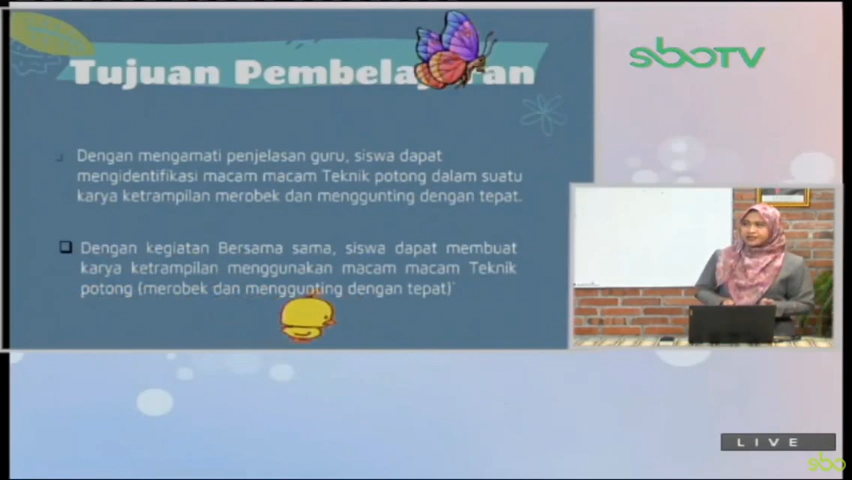 Tujuan Pembelajaran
sboTV
Dengan mengamati penjelasan guru, siswa dapat
mengidentifikasi macam macam Teknik potong dalam suatu
karya ketrampilan merobek dan menggunting dengan tepat.
Dengan kegiatan Bersama sama, siswa dapat membuat
karya ketrampilan menggunakan macam macam Teknik
potong (merobek dan menggunting dengan tepat)
LIVE
sbo